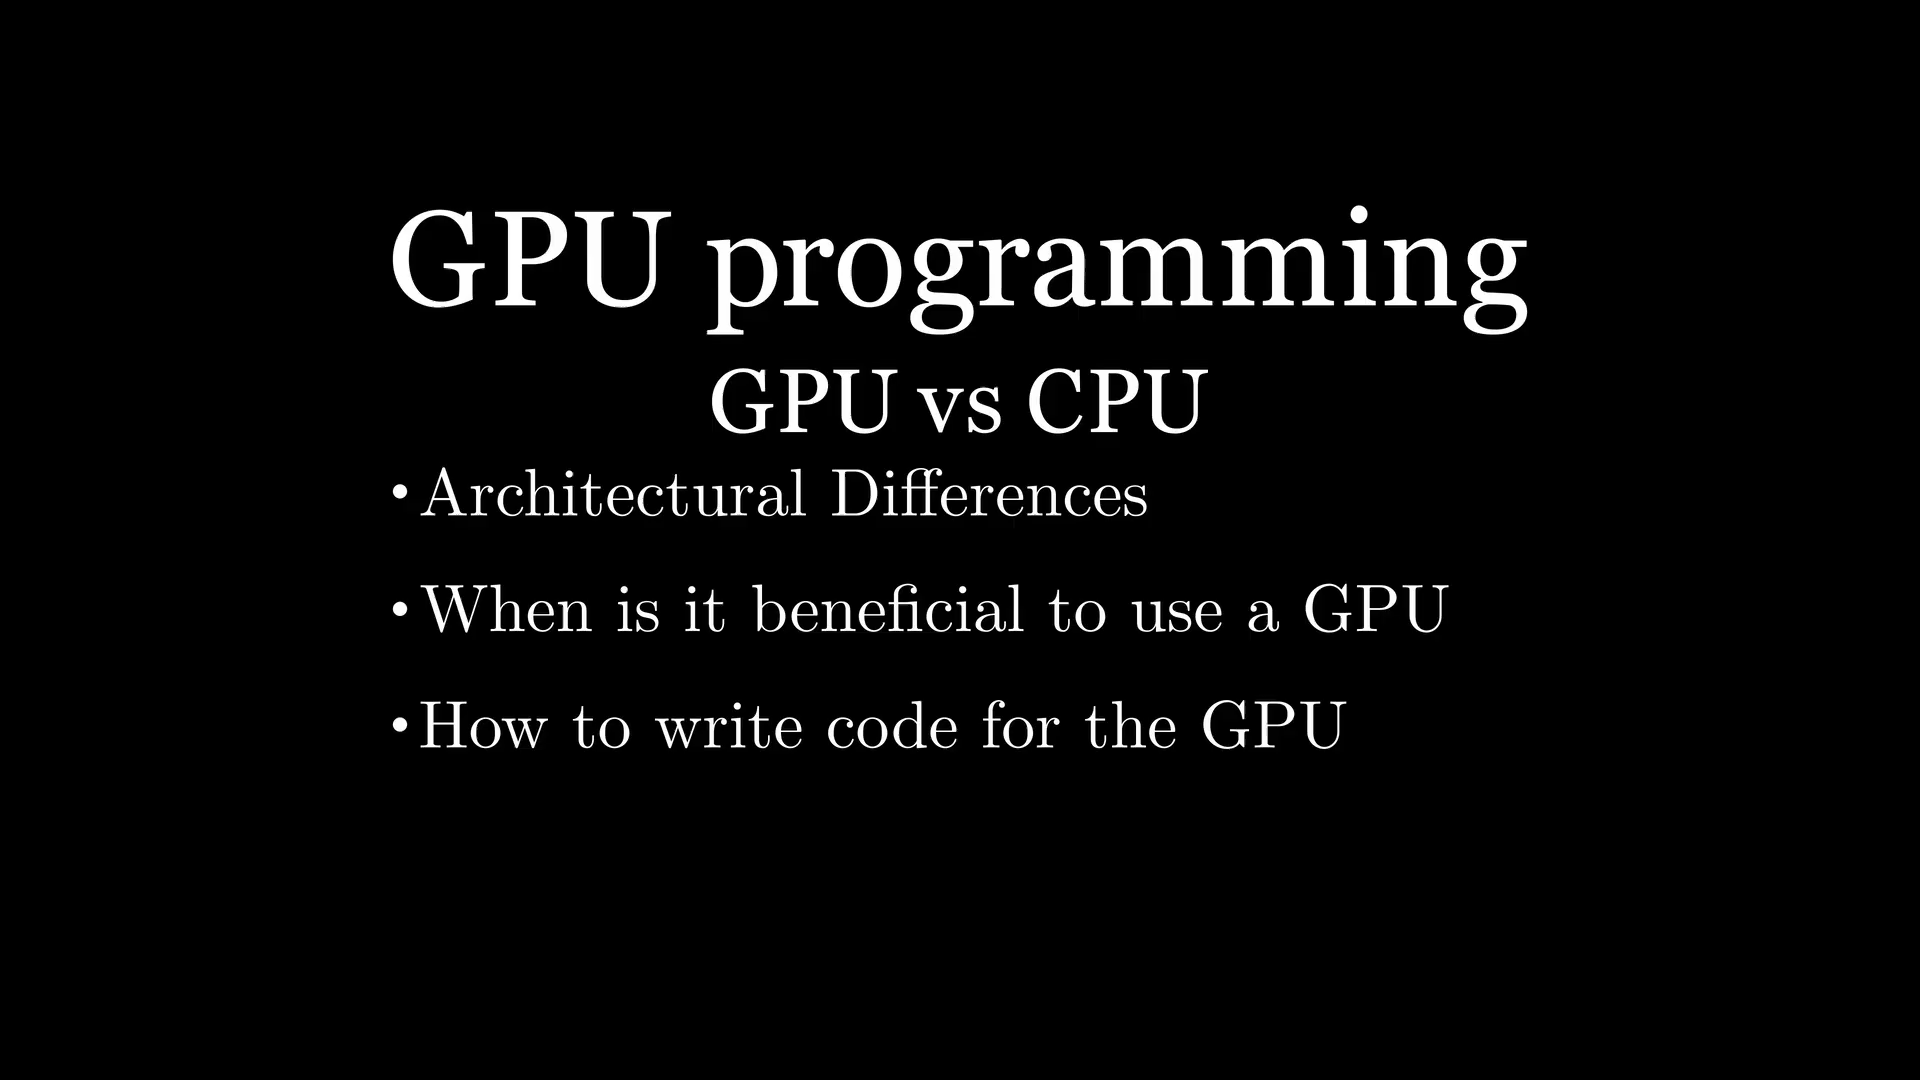 GPU programming
GPU vs CPU
• Architectural Differences
• When is it beneficial to use a GPU
• How to write code for the GPU